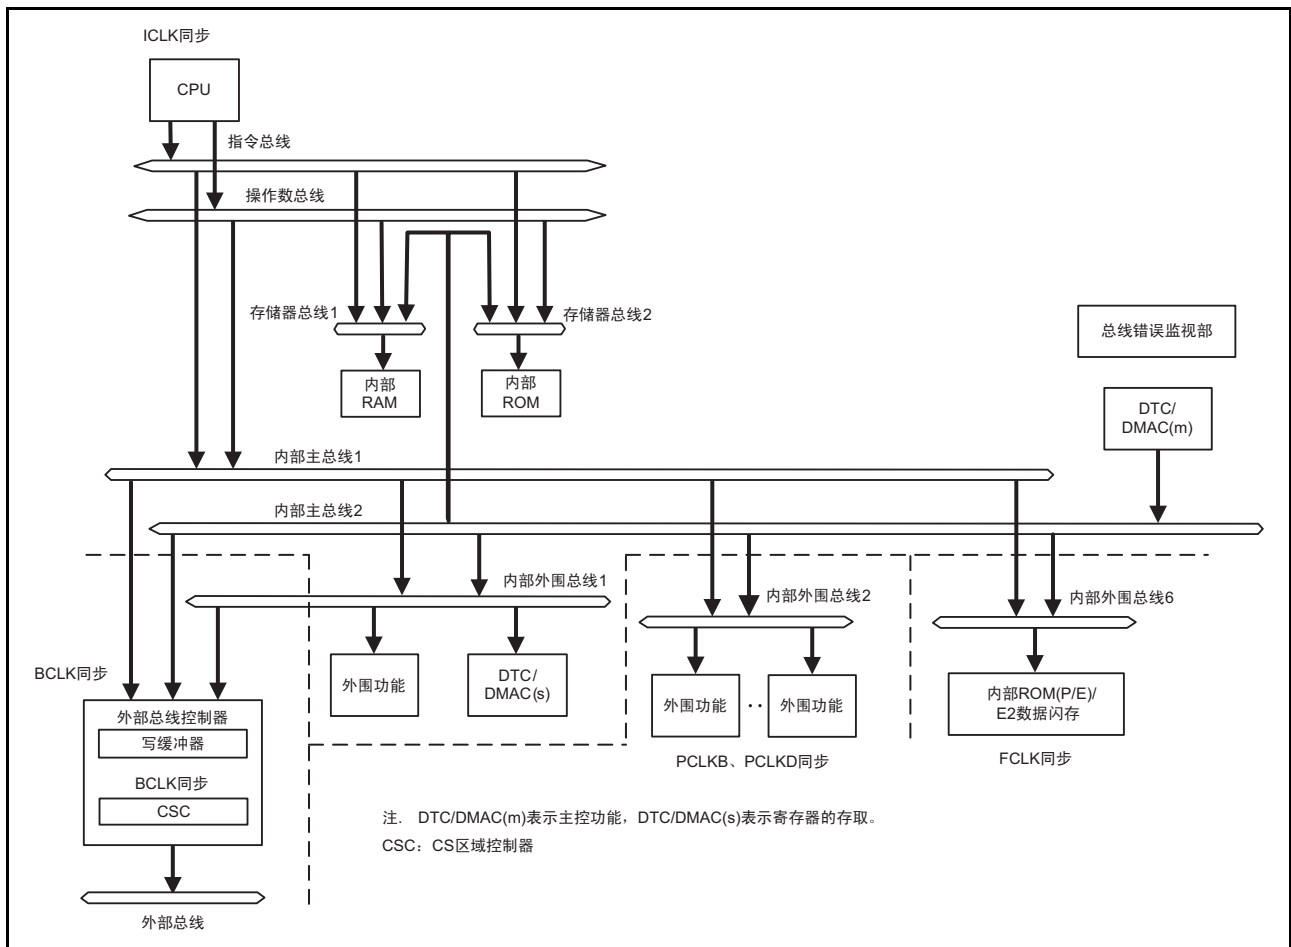 ICLK同步
CPU
指令总线
操作数总线
存储器总线1
存储器总线2
总线错误监视部
内部
RAM
内部
ROM
DTC/
DMAC(m)
内部主总线1
内部主总线2
内部外围总线1
内部外围总线2
内部外围总线6
BCLK同步
外围功能
DTC/
DMAC(s)
外围功能
··
外围功能
内部ROM(P/E)/
E2数据闪存
外部总线控制器
写缓冲器
PCLKB、PCLKD同步
FCLK同步
BCLK同步
CSC
注. DTC/DMAC(m)表示主控功能，DTC/DMAC(s)表示寄存器的存取。
CSC：CS区域控制器
外部总线